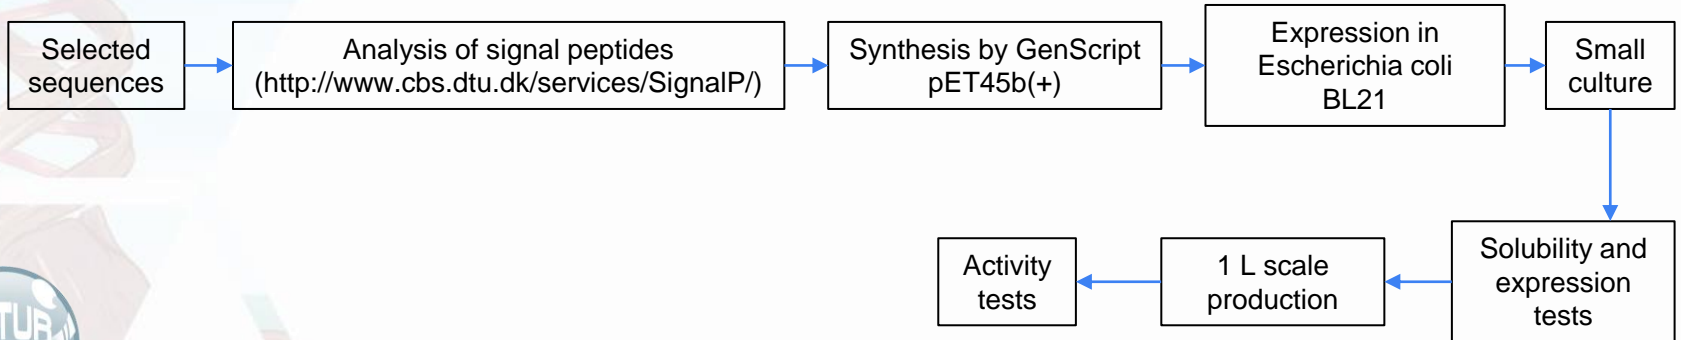 Selected
sequences
Analysis of signal peptides
(http://www.cbs.dtu.dk/services/SignalP/)
Synthesis by GenScript
pET45b(+)
Expression in
Escherichia coli
BL21
Small
culture
Solubility and
expression
tests
1 L scale
production
Activity
tests
TUR